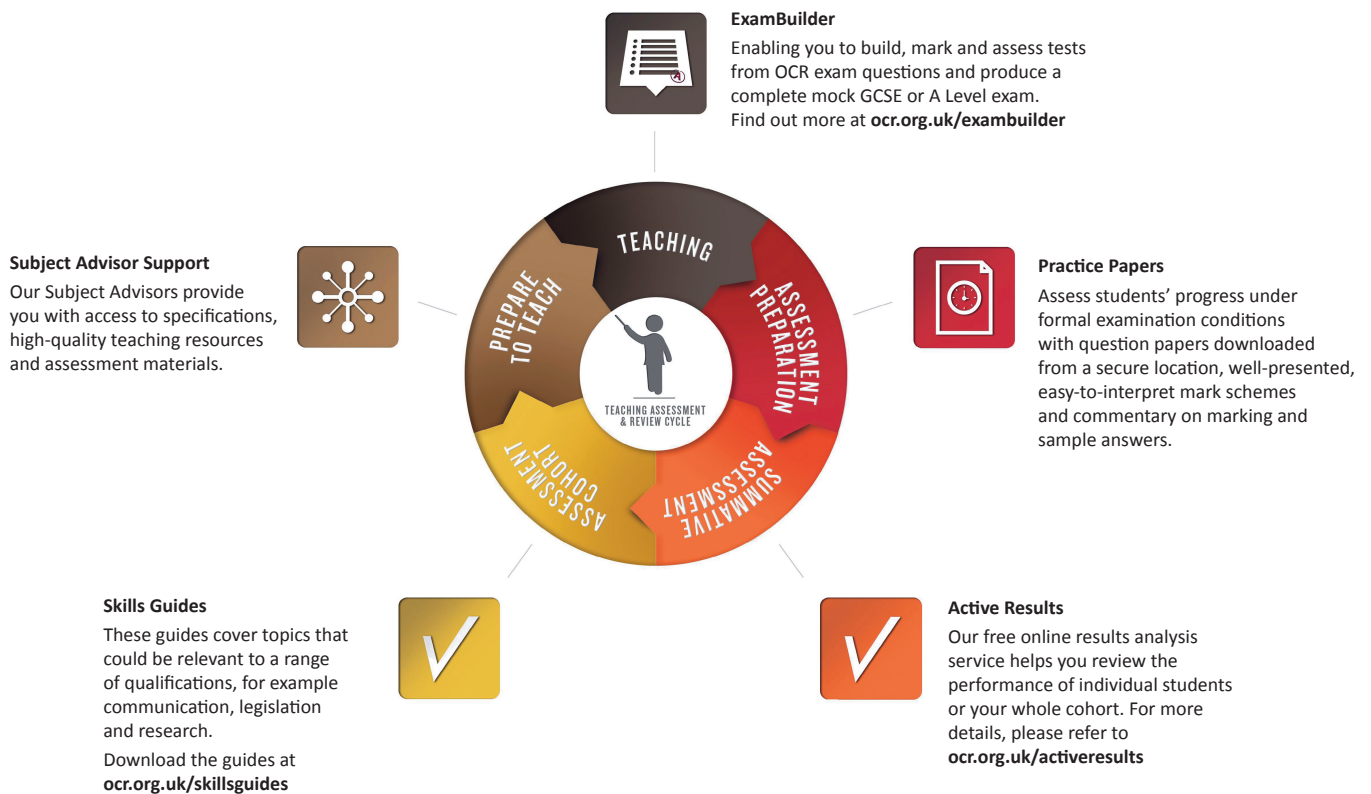 ExamBuilder
Enabling you to build, mark and assess tests
from OCR exam questions and produce a
complete mock GCSE or A Level exam.
Find out more at ocr.org.uk/exambuilder
Subject Advisor Support
Our Subject Advisors provide
you with access to specifications,
high-quality teaching resources
and assessment materials.
TEACHING
PREPARE
TO TEACH
ASSESSMENT
PREPARATION
TEACHING ASSESSMENT
& REVIEW CYCLE
ASSESSMENT
COHORT
SUMMATIVE
ASSESSMENT
Practice Papers
Assess students’ progress under
formal examination conditions
with question papers downloaded
from a secure location, well-presented,
easy-to-interpret mark schemes
and commentary on marking and
sample answers.
Skills Guides
These guides cover topics that
could be relevant to a range
of qualifications, for example
communication, legislation
and research.
Download the guides at
ocr.org.uk/skillsguides
Active Results
Our free online results analysis
service helps you review the
performance of individual students
or your whole cohort. For more
details, please refer to
ocr.org.uk/activeresults